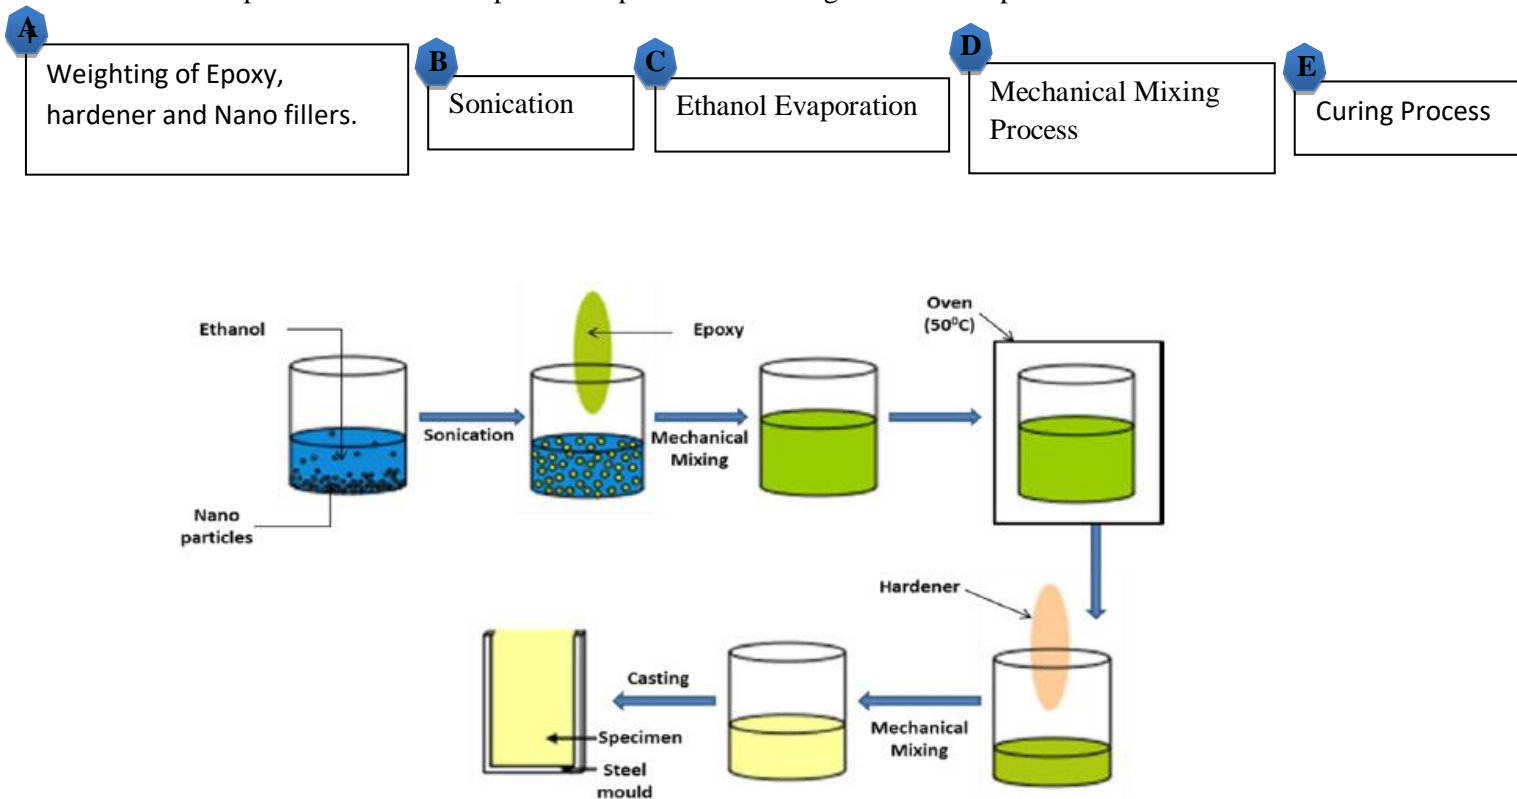 A
Weighting of Epoxy,
hardener and Nano fillers.
B
Sonication
C
Ethanol Evaporation
D
Mechanical Mixing
Process
E
Curing Process
Ethanol
Nano
particles
Sonication
Epoxy
Mechanical
Mixing
Oven
(50⁰C)
Hardener
Mechanical
Mixing
Casting
Specimen
Steel
mould